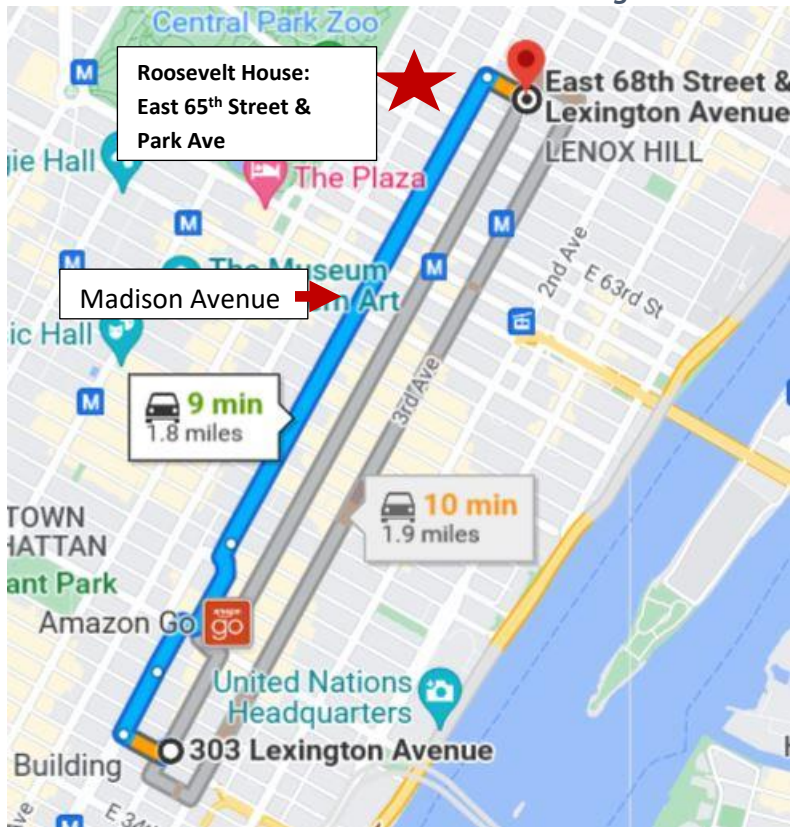 Central Park Zoo
Roosevelt House:
East 65th Street &
Park Ave
East 68th Street &
Lexington Avenue
LENOX HILL
M
gie Hall
The Plaza
M
M
M
M
The Museum
rn Art
2nd Ave
E 63rd St
Madison Avenue
ic Hall
M
3rd Ave
9 min
1.8 miles
10 min
1.9 miles
TOWN
HATTAN
ant Park
Amazon Go
go
United Nations
Headquarters
303 Lexington Avenue
Building
E 34th
M